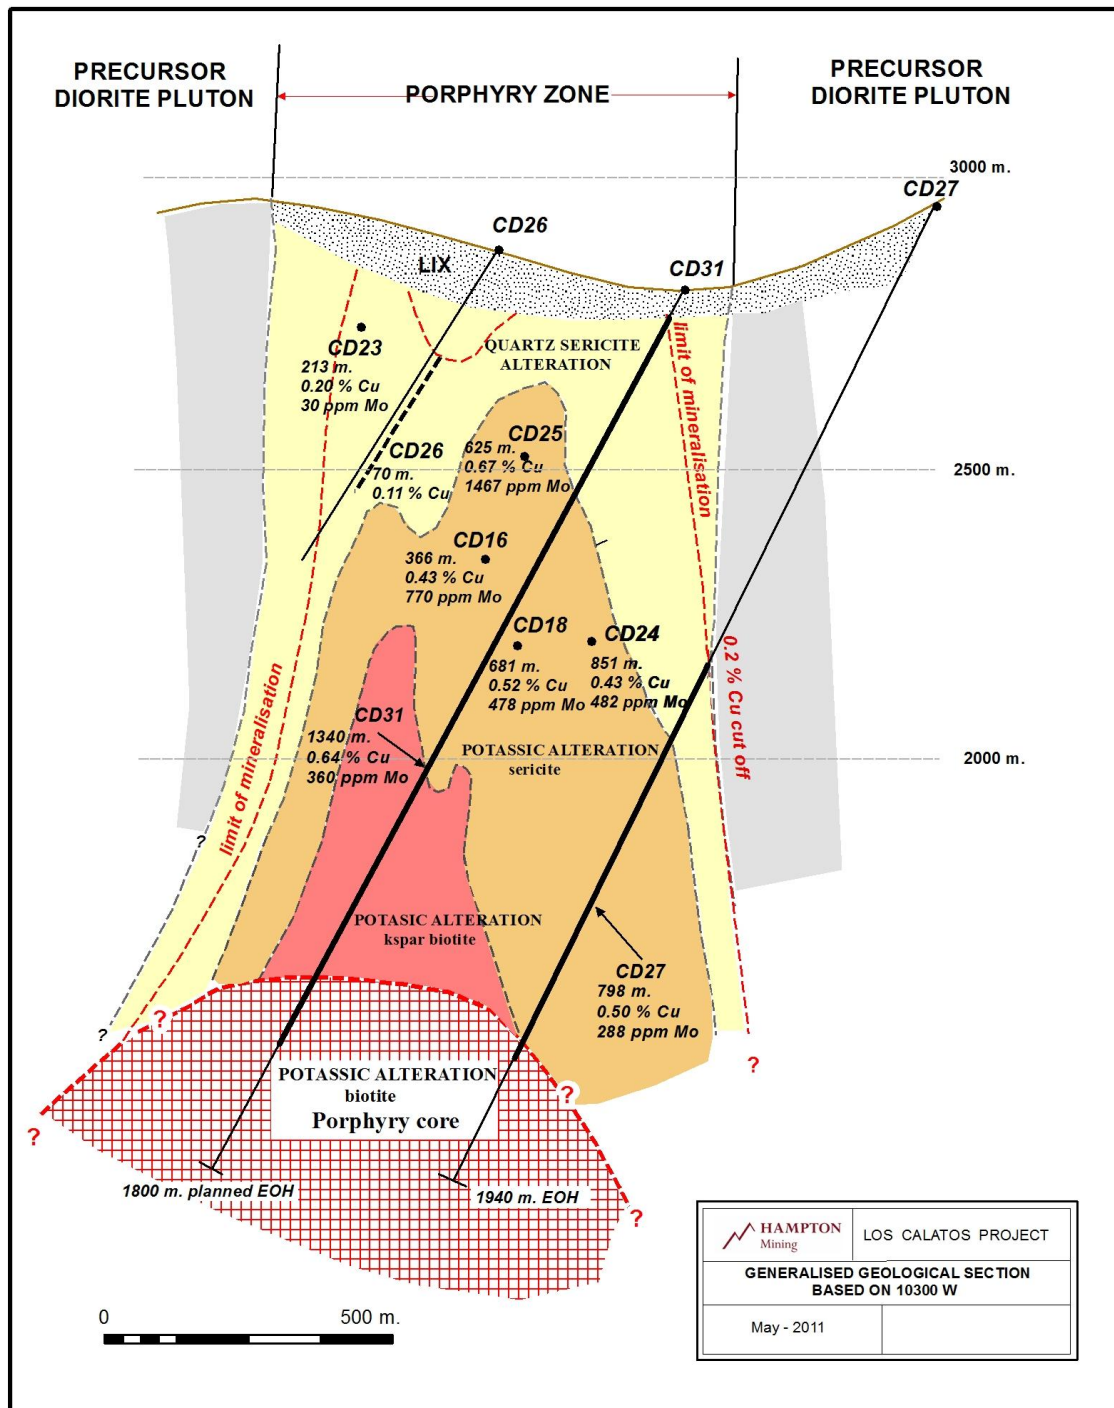 PRECURSOR
DIORITE PLUTON
PORPHYRY ZONE
PRECURSOR
DIORITE PLUTON
3000 m.
CD27
CD26
LIX
CD31
CD23
213 m.
0.20 % Cu
30 ppm Mo
QUARTZ SERICITE
ALTERATION
limit of mineralisation
CD26
70 m.
0.11 % Cu
CD25
625 m.
0.67 % Cu
1467 ppm Mo
2500 m.
CD16
366 m.
0.43 % Cu
770 ppm Mo
CD18
681 m.
0.52 % Cu
478 ppm Mo
CD24
851 m.
0.43 % Cu
482 ppm Mo
0.2 % Cu cut off
limit of mineralisation
CD31
1340 m.
0.64 % Cu
360 ppm Mo
POTASSIC ALTERATION
sericite
2000 m.
?
POTASIC ALTERATION
kspar biotite
CD27
798 m.
0.50 % Cu
288 ppm Mo
?
?
?
POTASSIC ALTERATION
biotite
Porphyry core
?
?
?
1800 m. planned EOH
1940 m. EOH
HAMPTON
Mining
LOS CALATOS PROJECT
GENERALISED GEOLOGICAL SECTION
BASED ON 10300 W
May - 2011
0 500 m.